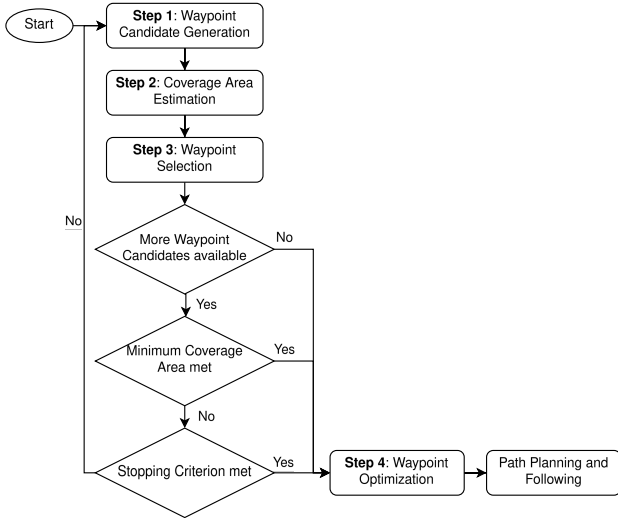 Start
Step 1: Waypoint
Candidate Generation
Step 2: Coverage Area
Estimation
Step 3: Waypoint
Selection
No
More Waypoint
Candidates available
No
Yes
Minimum Coverage
Area met
Yes
No
Stopping Criterion met
Yes
Step 4: Waypoint
Optimization
Path Planning and
Following